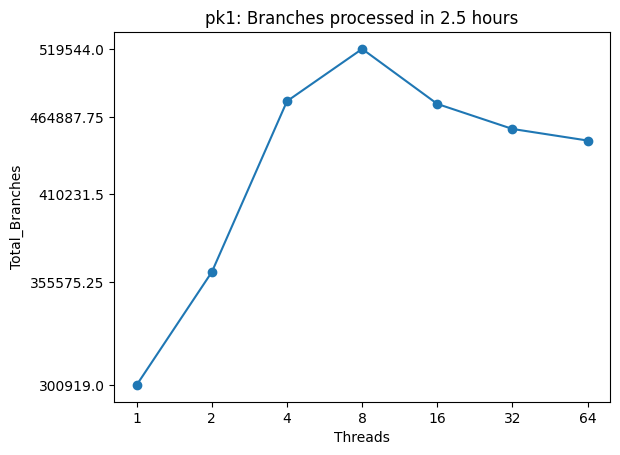 pk1: Branches processed in 2.5 hours
519544.0
464887.75
410231.5
355575.25
300919.0
Total_Branches
1 2 4 8 16 32 64
Threads